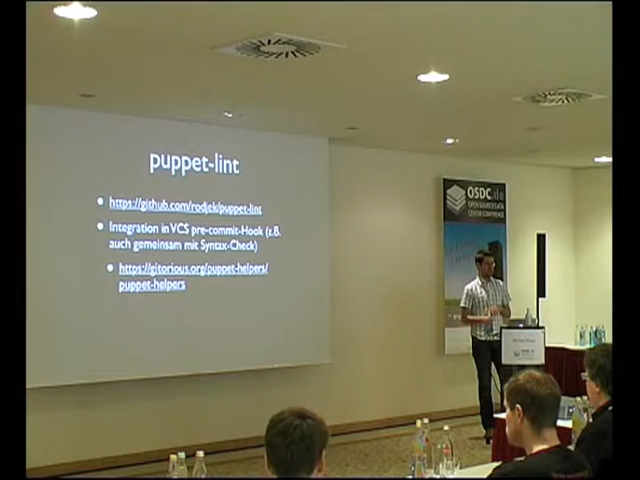 puppet-lint
https://github.com/rodjek/puppet-lint
Integration in VCS pre-commit-Hook (z.B.
auch gemeinsam mit Syntax-Check)
https://gitorious.org/puppet-helpers/
puppet-helpers
OSDC.de
OPEN SOURCE DATA
CENTER CONFERENCE